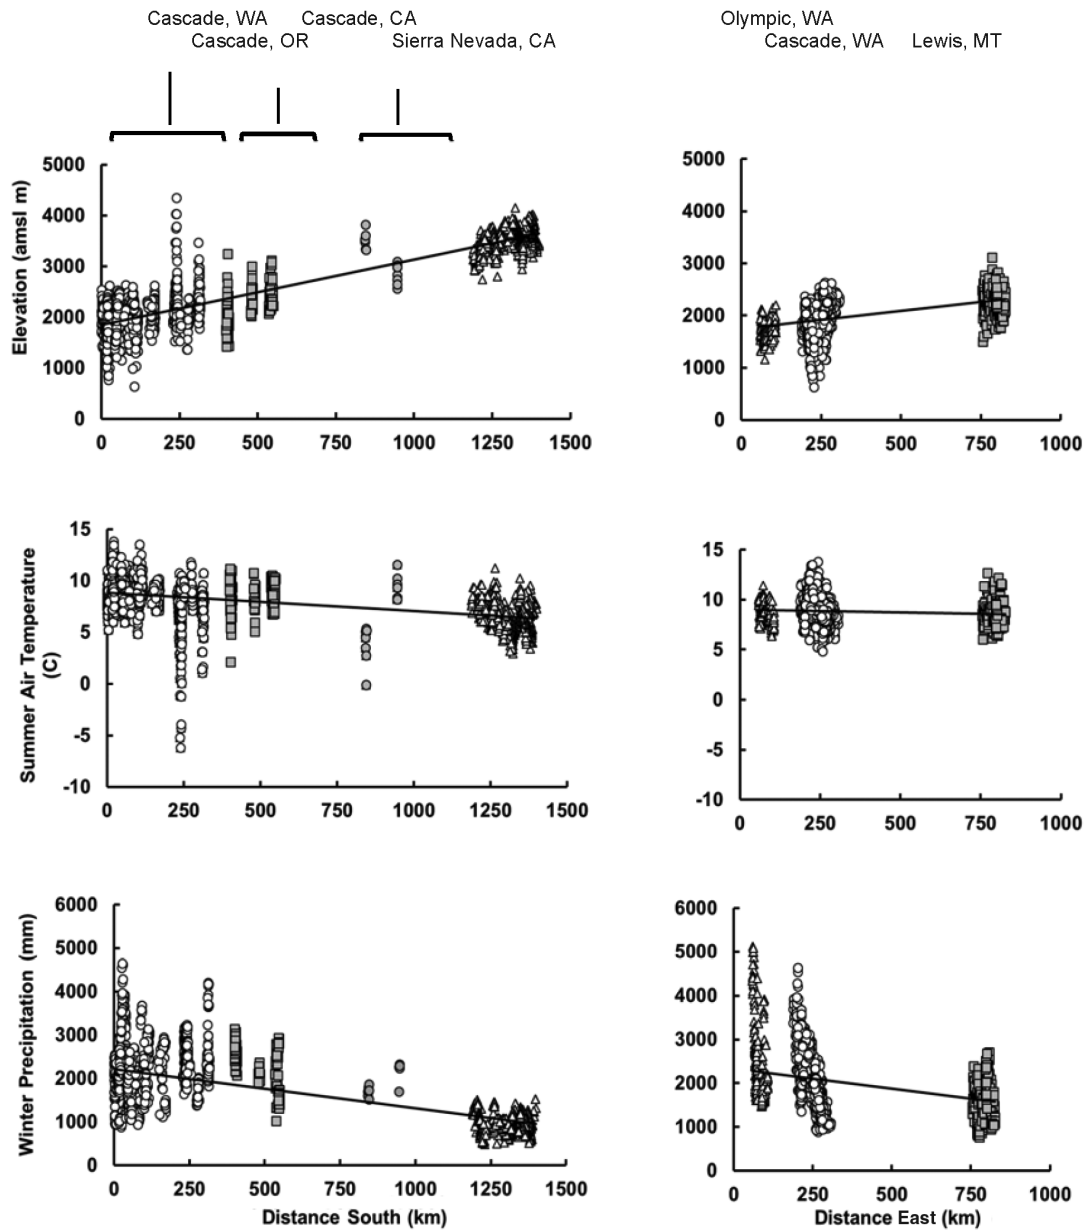 Cascade, WA Cascade, CA
Cascade, OR Sierra Nevada, CA
Olympic, WA
Cascade, WA Lewis, MT
Elevation (amsl m)
5000
4000
3000
2000
1000
0
0 250 500 750 1000 1250 1500
5000
4000
3000
2000
1000
0
0 250 500 750 1000
Summer Air Temperature
(C)
15
10
5
0
-5
-10
0 250 500 750 1000 1250 1500
15
10
5
0
-5
-10
0 250 500 750 1000
Winter Precipitation (mm)
6000
5000
4000
3000
2000
1000
0
0 250 500 750 1000 1250 1500
Distance South (km)
6000
5000
4000
3000
2000
1000
0
0 250 500 750 1000
Distance East (km)